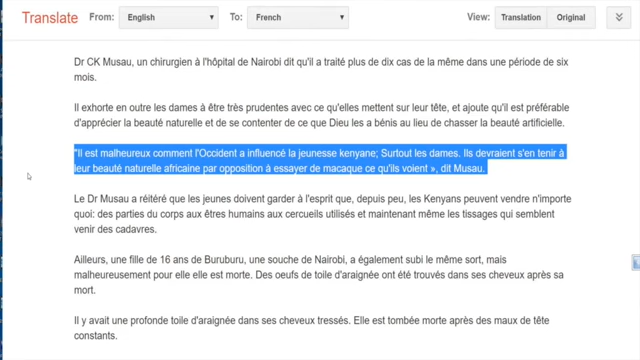 Translate From: English To: French View: Translation Original
Dr CK Musau, un chirurgien à l'hôpital de Nairobi dit qu'il a traité plus de dix cas de la même dans une période de six
mois.
Il exhorte en outre les dames à être très prudentes avec ce qu'elles mettent sur leur tête, et ajoute qu'il est préférable
d'apprécier la beauté naturelle et de se contenter de ce que Dieu les a bénis au lieu de chasser la beauté artificielle.
"Il est malheureux comment l'Occident a influencé la jeunesse kenyane; Surtout les dames. Ils devraient s'en tenir à
leur beauté naturelle africaine par opposition à essayer de macaque ce qu'ils voient », dit Musau.
Le Dr Musau a réitéré que les jeunes doivent garder à l'esprit que, depuis peu, les Kenyans peuvent vendre n'importe
quoi: des parties du corps aux êtres humains aux cercueils utilisés et maintenant même les tissages qui semblent
venir des cadavres.
Ailleurs, une fille de 16 ans de Buruburu, une souche de Nairobi, a également subi le même sort, mais
malheureusement pour elle elle est morte. Des oeufs de toile d'araignée ont été trouvés dans ses cheveux après sa
mort.
Il y avait une profonde toile d'araignée dans ses cheveux tressés. Elle est tombée morte après des maux de tête
constants.